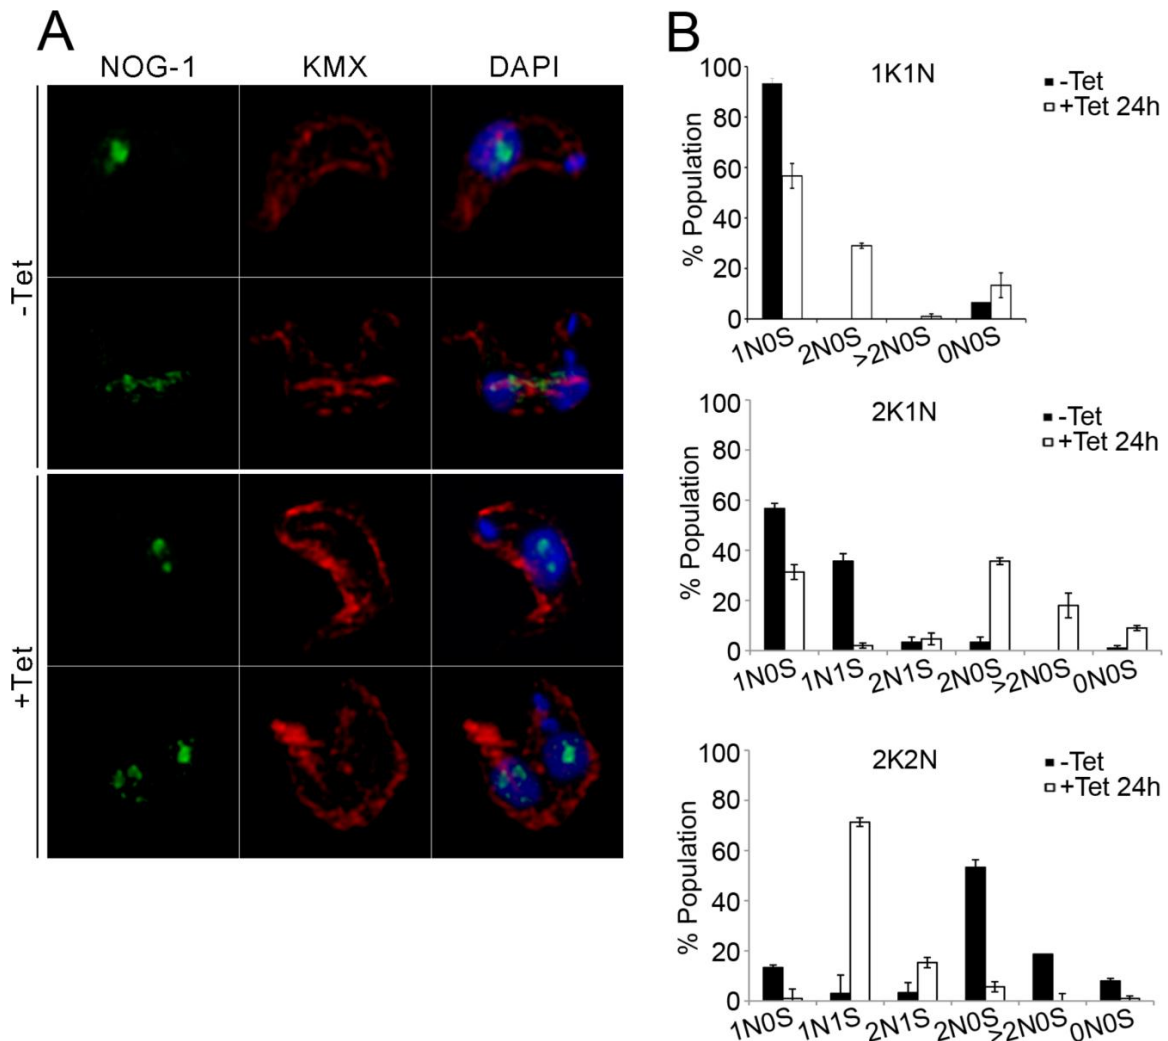 A
NOG-1 KMX DAPI
-Tet
+Tet
B
1K1N
-Tet
+Tet 24h
% Population
100
80
60
40
20
0
1N0S 2N0S >2N0S 0N0S
2K1N
-Tet
+Tet 24h
% Population
100
80
60
40
20
0
1N0S 1N1S 2N1S 2N0S >2N0S 0N0S
2K2N
-Tet
+Tet 24h
% Population
100
80
60
40
20
0
1N0S 1N1S 2N1S 2N0S >2N0S 0N0S